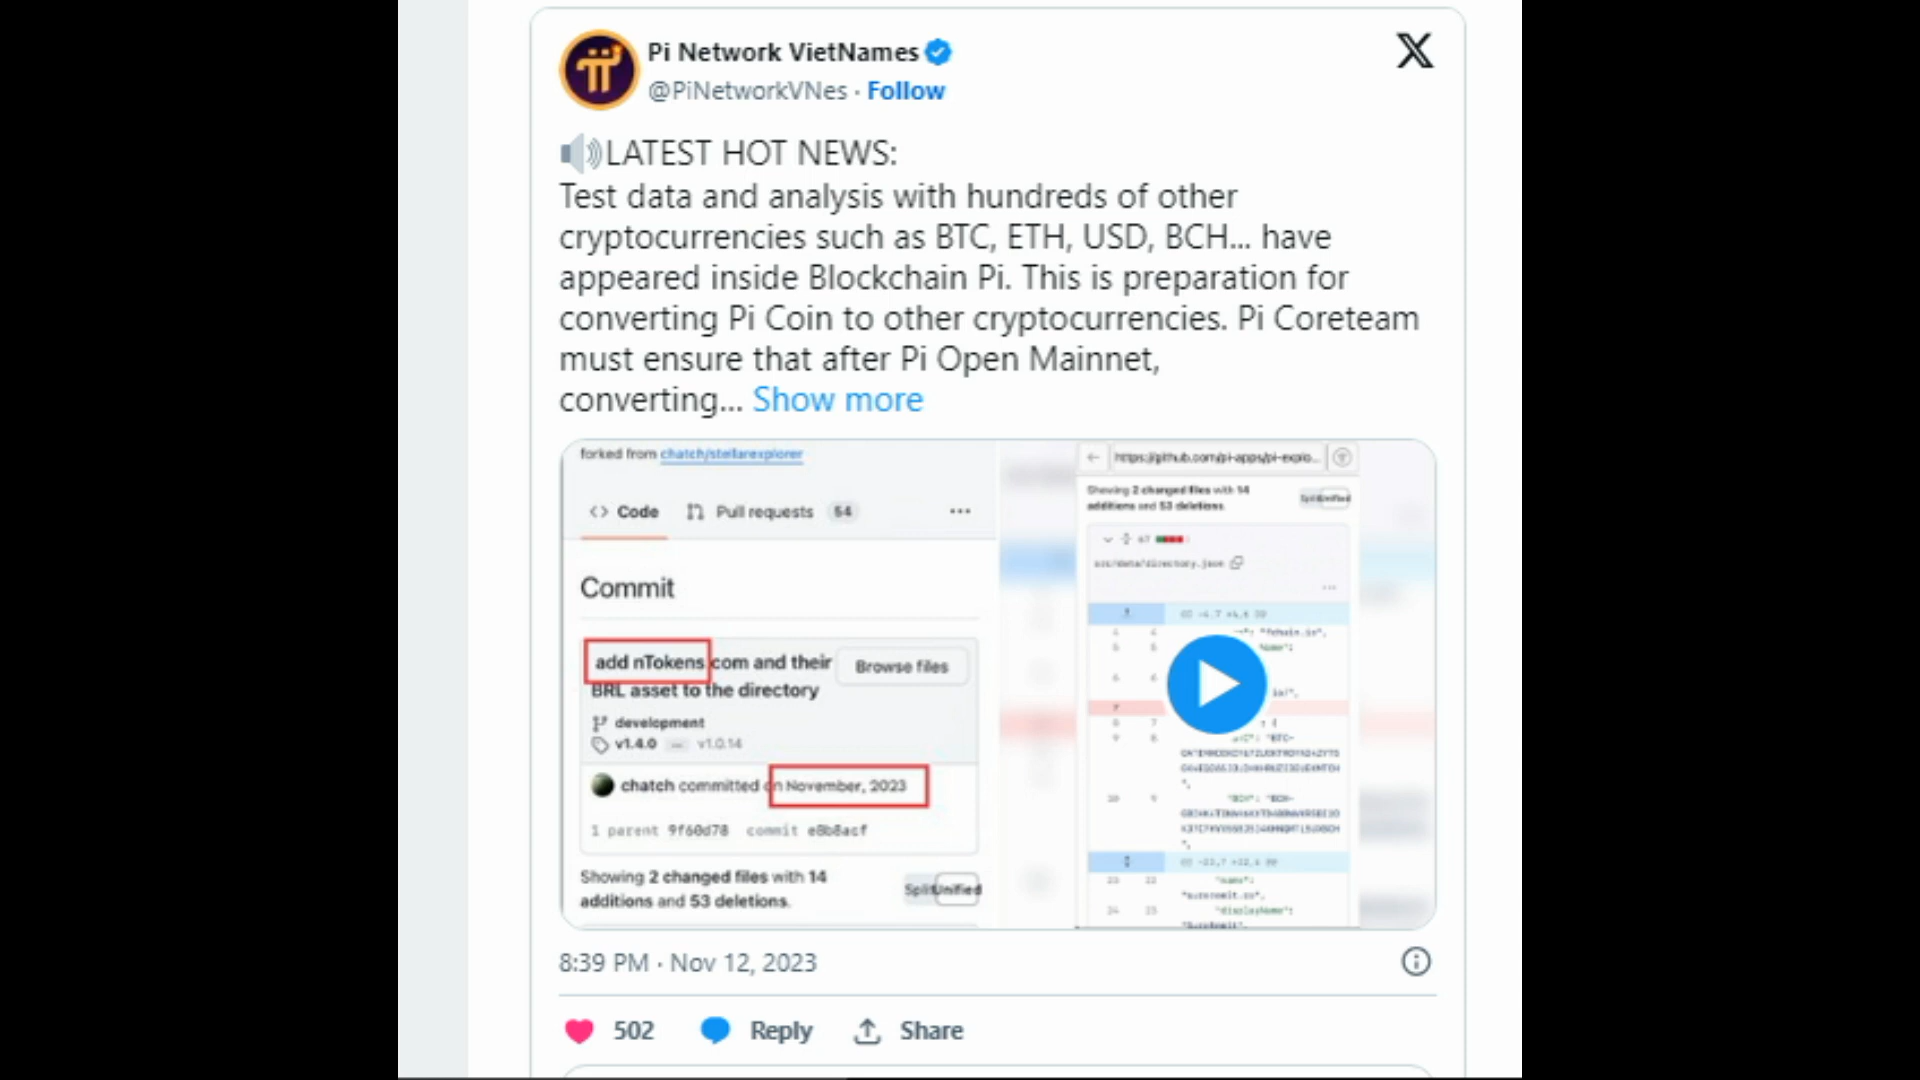 Pi Network VietNames
@PiNetworkVNes · Follow
LATEST HOT NEWS:
Test data and analysis with hundreds of other
cryptocurrencies such as BTC, ETH, USD, BCH... have
appeared inside Blockchain Pi. This is preparation for
converting Pi Coin to other cryptocurrencies. Pi Coreteam
must ensure that after Pi Open Mainnet,
converting... Show more
forked from chatch/stellarexplorer
Code Pull requests 54 ...
Commit
add nTokens.com and their
BRL asset to the directory
Browse files
development
v1.4.0 ... v1.0.14
chatch committed on November, 2023
1 parent 9f60d78 commit e8b8acf
Showing 2 changed files with 14
additions and 53 deletions.
Split Unified
https://github.com/pi-apps/pi-explo...
Showing 2 changed files with 14
additions and 53 deletions.
Split Unified
67
src/data/directory.json
8:39 PM · Nov 12, 2023
502 Reply Share